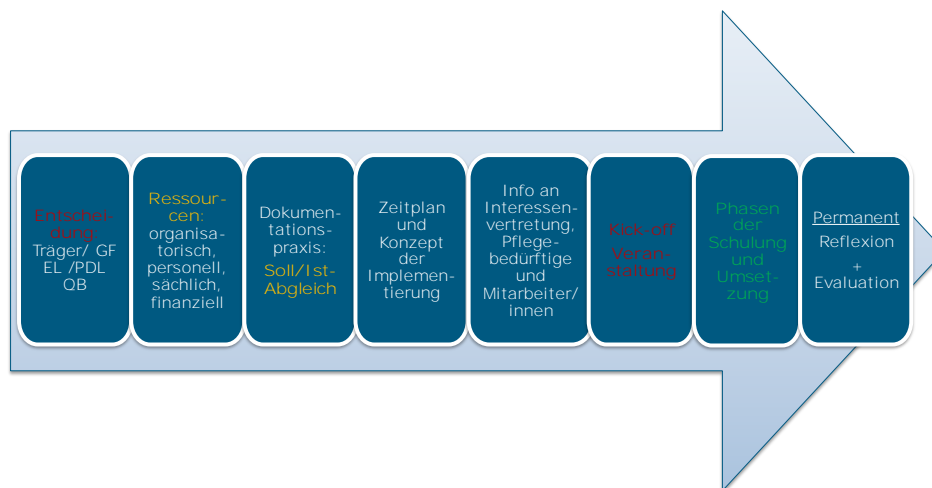 Entschei-
dung:
Träger/ GF
EL /PDL
QB
Ressour-
cen:
organisa-
torisch,
personell,
sächlich,
finanziell
Dokumen-
tations-
praxis:
Soll/Ist-
Abgleich
Zeitplan
und
Konzept
der
Implemen-
tierung
Info an
Interessen-
vertretung,
Pflege-
bedürftige
und
Mitarbeiter/
innen
Kick-off
Veran-
staltung
Phasen
der
Schulung
und
Umset-
zung
Permanent
Reflexion
+
Evaluation